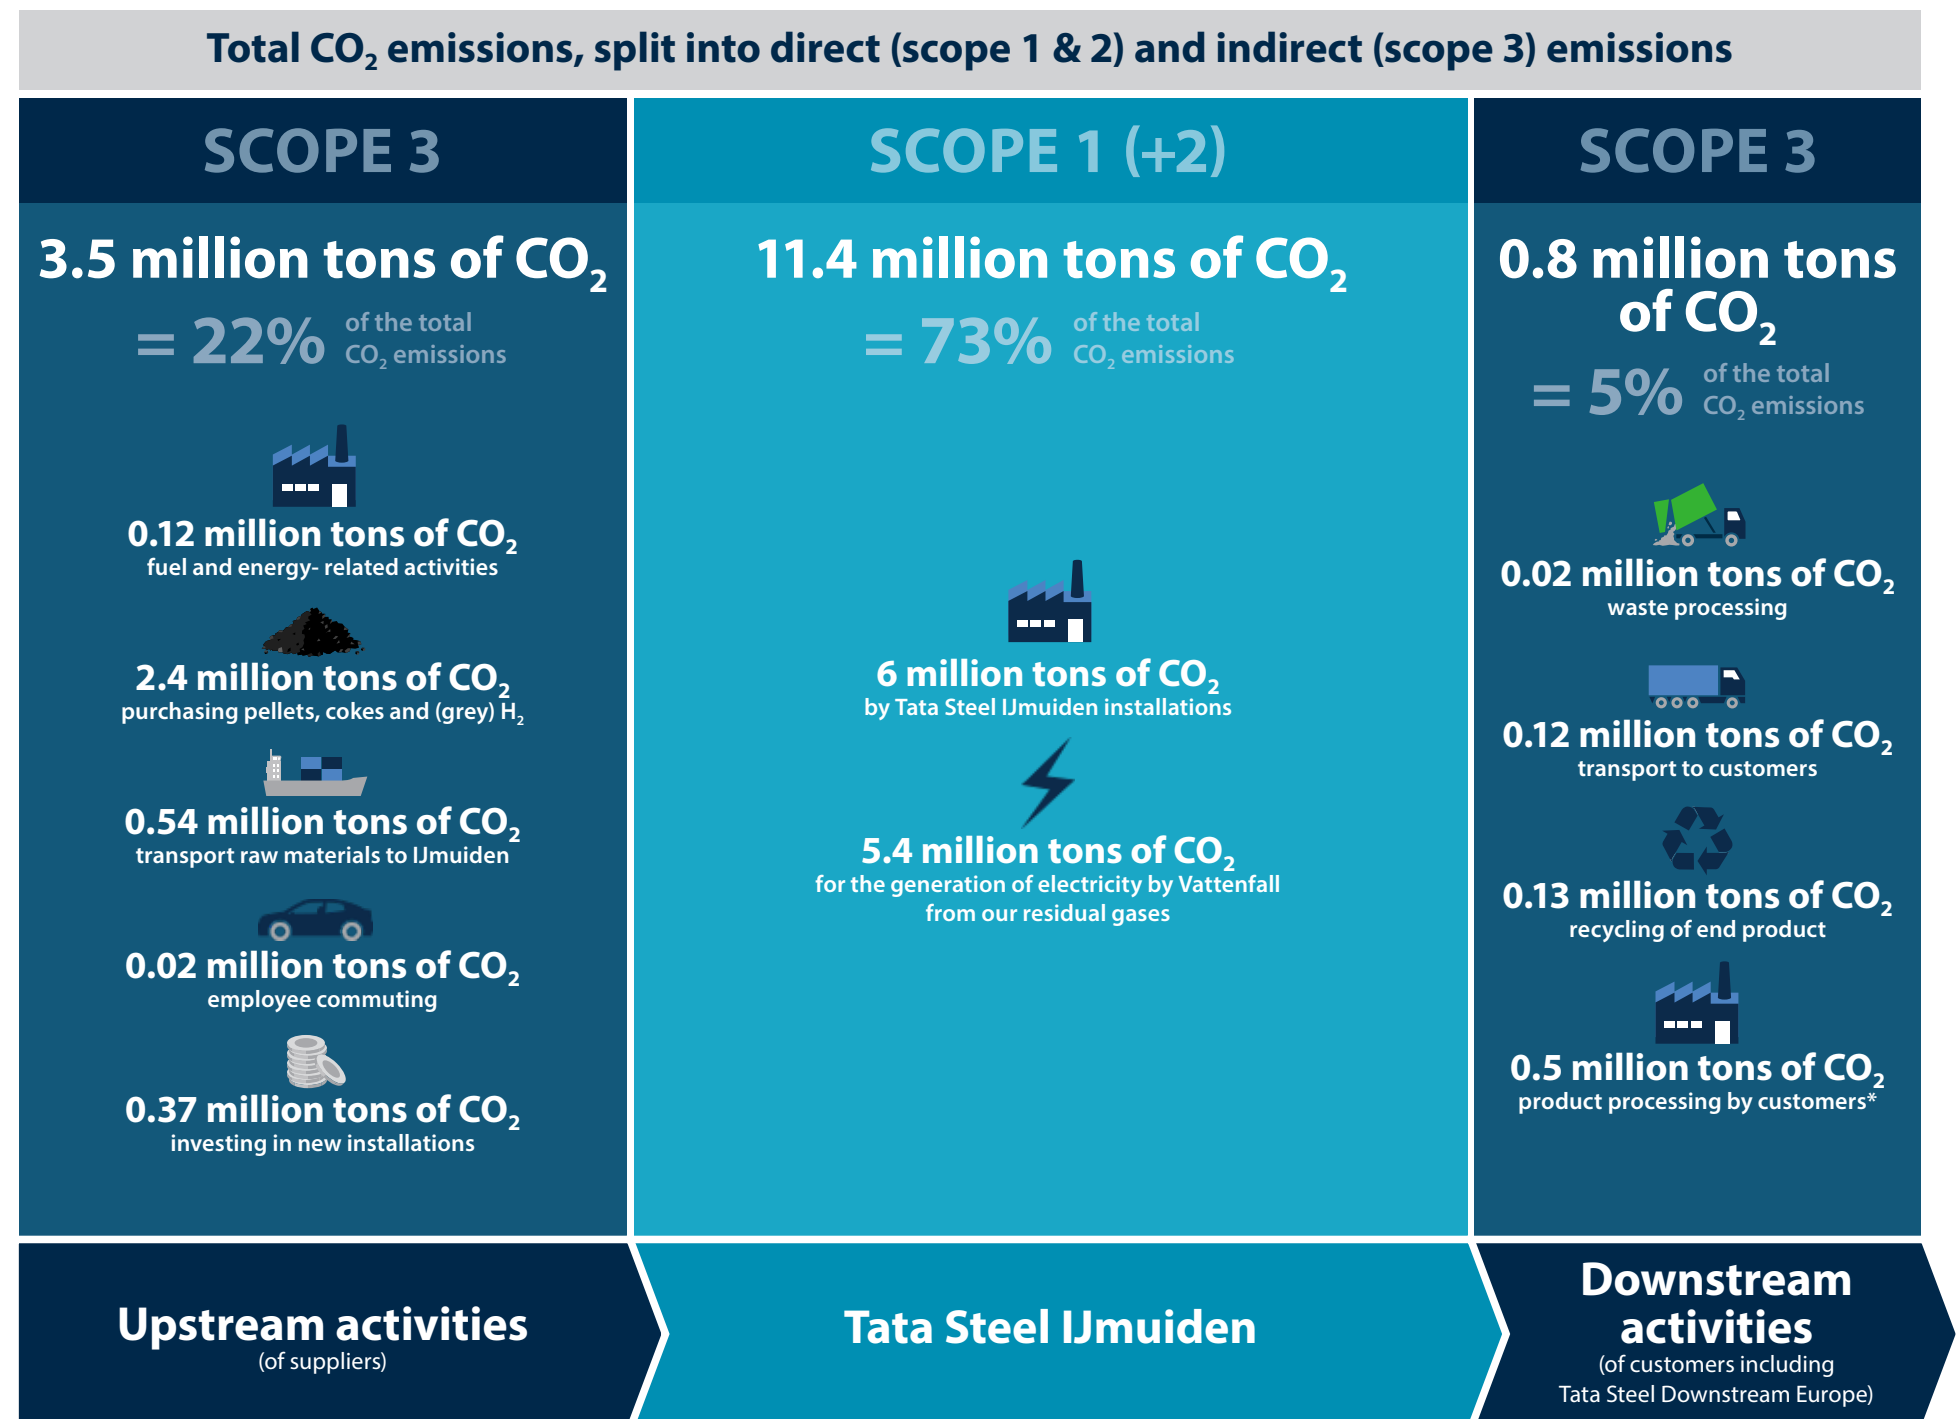 Total CO₂ emissions, split into direct (scope 1 & 2) and indirect (scope 3) emissions
SCOPE 3
3.5 million tons of CO₂
= 22% of the total
CO₂ emissions
0.12 million tons of CO₂
fuel and energy- related activities
2.4 million tons of CO₂
purchasing pellets, cokes and (grey) H₂
0.54 million tons of CO₂
transport raw materials to IJmuiden
0.02 million tons of CO₂
employee commuting
0.37 million tons of CO₂
investing in new installations
Upstream activities
(of suppliers)
SCOPE 1 (+2)
11.4 million tons of CO₂
= 73% of the total
CO₂ emissions
6 million tons of CO₂
by Tata Steel IJmuiden installations
5.4 million tons of CO₂
for the generation of electricity by Vattenfall
from our residual gases
Tata Steel IJmuiden
SCOPE 3
0.8 million tons
of CO₂
= 5% of the total
CO₂ emissions
0.02 million tons of CO₂
waste processing
0.12 million tons of CO₂
transport to customers
0.13 million tons of CO₂
recycling of end product
0.5 million tons of CO₂
product processing by customers*
Downstream
activities
(of customers including
Tata Steel Downstream Europe)